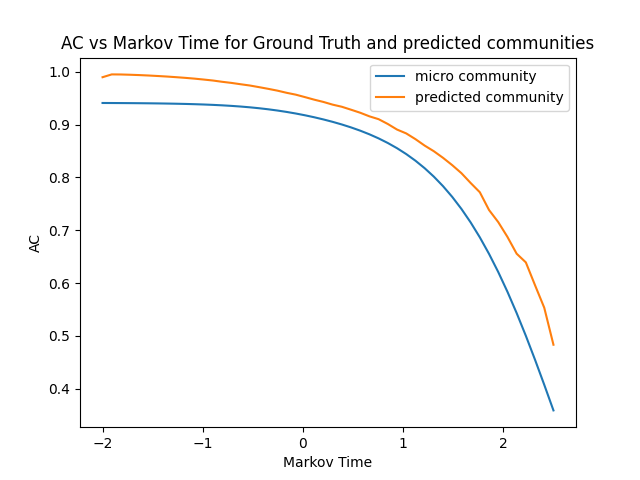 AC vs Markov Time for Ground Truth and predicted communities
micro community
predicted community
1.0
0.9
0.8
0.7
0.6
0.5
0.4
AC
−2
−1
0
1
2
Markov Time